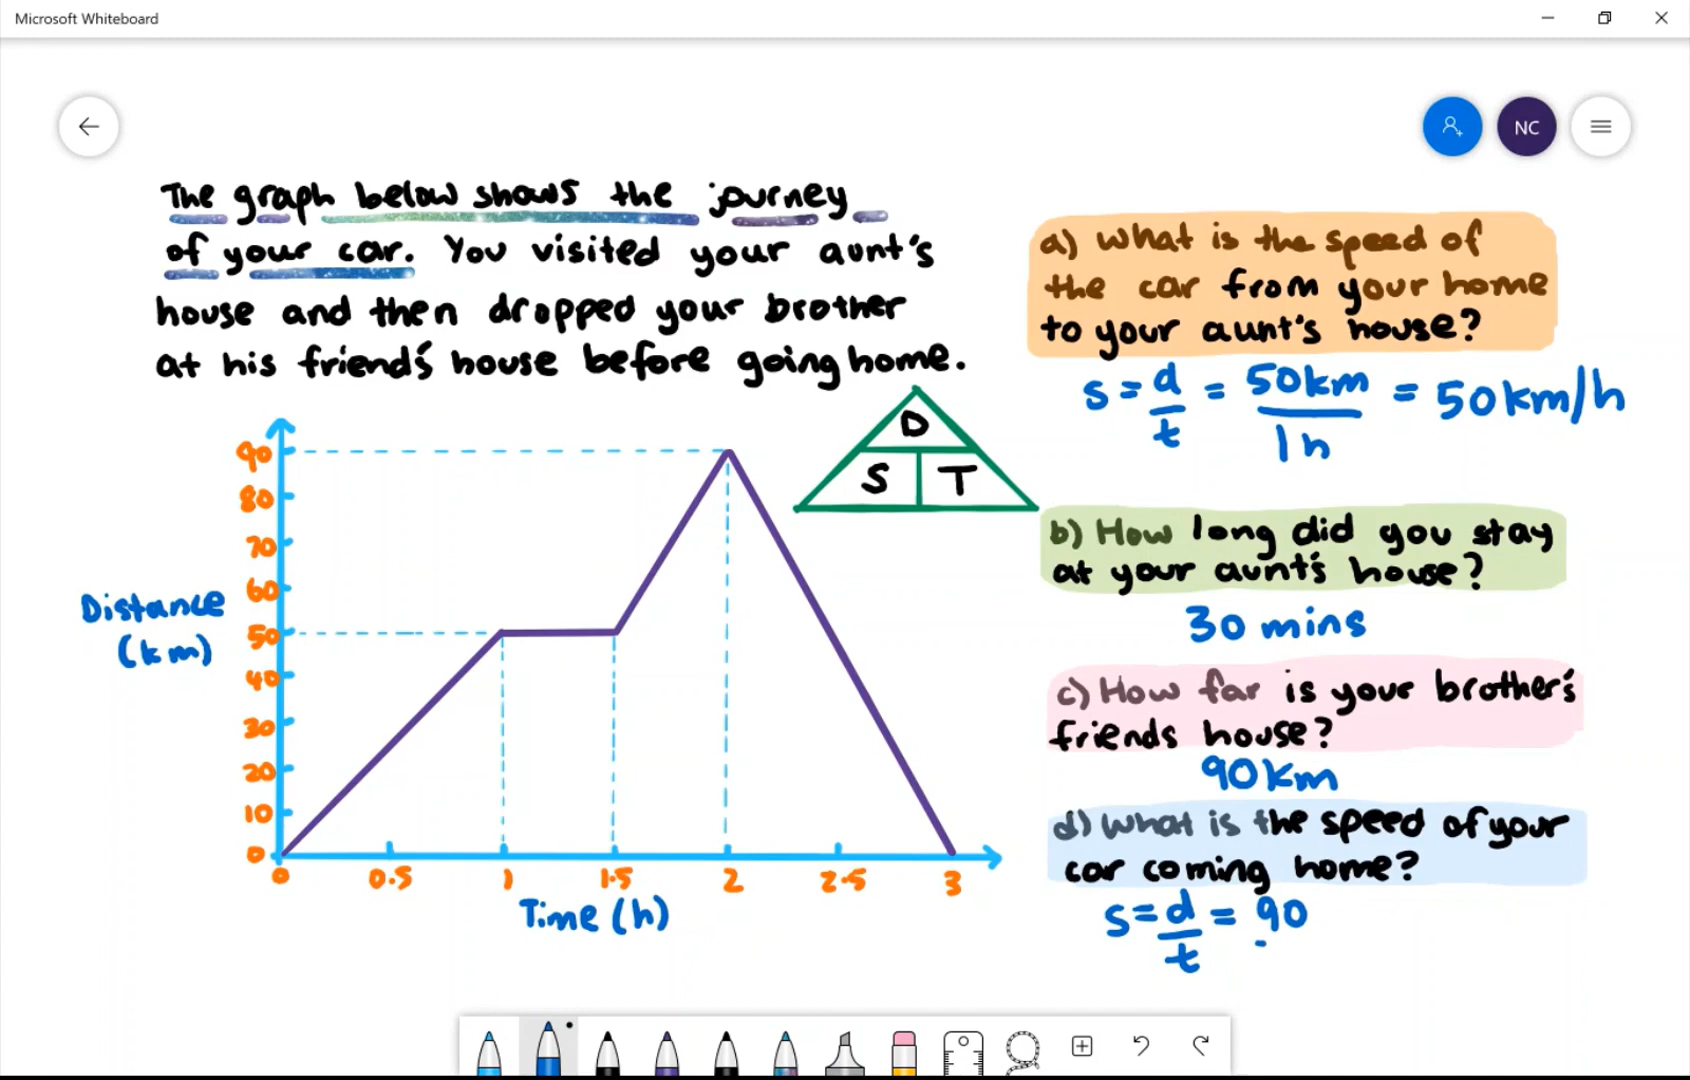 Microsoft Whiteboard
NC
The graph below shows the journey
of your car. You visited your aunt's
house and then dropped your brother
at his friend's house before going home.
a) What is the speed of
the car from your home
to your aunt's house?
s = d/t = 50km/1h = 50km/h
D
S T
b) How long did you stay
at your aunt's house?
30 mins
c) How far is your brother's
friends house?
90km
d) What is the speed of your
car coming home?
s = d/t = 90
Distance
(km)
90
80
70
60
50
40
30
20
10
0
0 0.5 1 1.5 2 2.5 3
Time (h)